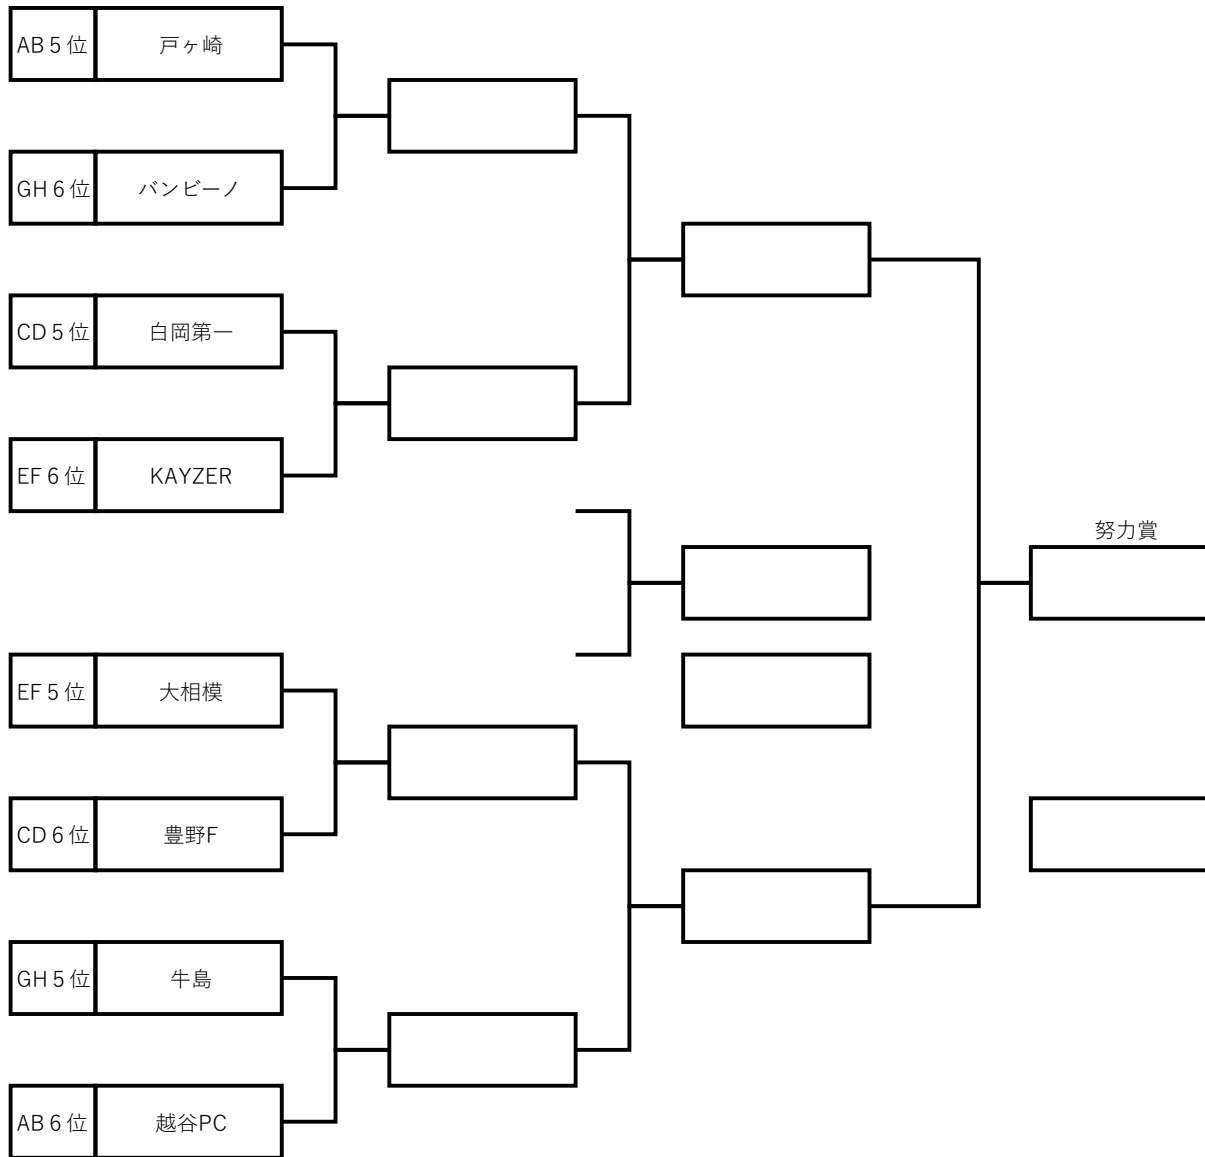 AB 5 位 戸ヶ崎
GH 6 位 バンビーノ
CD 5 位 白岡第一
EF 6 位 KAYZER
努力賞
EF 5 位 大相模
CD 6 位 豊野F
GH 5 位 牛島
AB 6 位 越谷PC